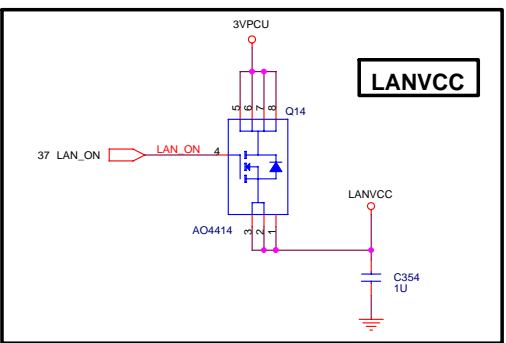 3VPCU
LANVCC
5 6 7 8
Q14
37 LAN_ON
LAN_ON
4
LANVCC
AO4414
3 2 1
C354
1U